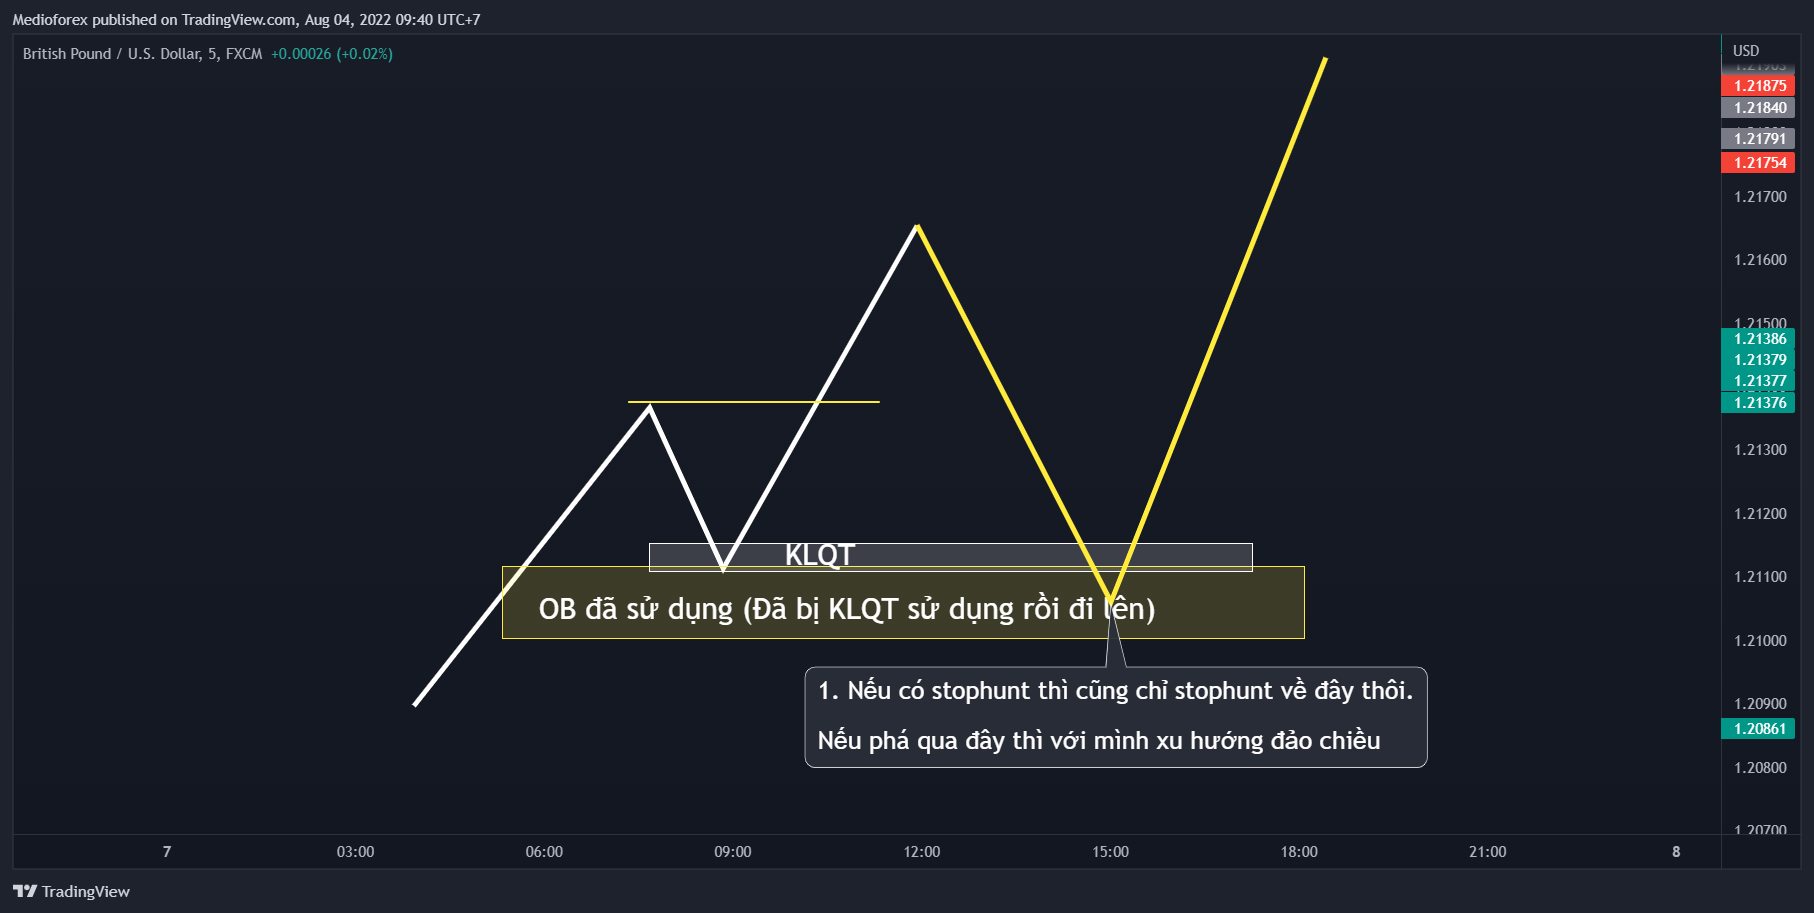 Medioforex published on TradingView.com, Aug 04, 2022 09:40 UTC+7
British Pound / U.S. Dollar, 5, FXCM +0.00026 (+0.02%)
USD
1.21875
1.21840
1.21791
1.21754
1.21700
1.21600
1.21500
1.21386
1.21379
1.21377
1.21376
1.21300
1.21200
1.21100
1.21000
1.20900
1.20861
1.20800
1.20700
KLQT
OB đã sử dụng (Đã bị KLQT sử dụng rồi đi lên)
1. Nếu có stophunt thì cũng chỉ stophunt về đây thôi.
Nếu phá qua đây thì với mình xu hướng đảo chiều
7 03:00 06:00 09:00 12:00 15:00 18:00 21:00 8
TradingView